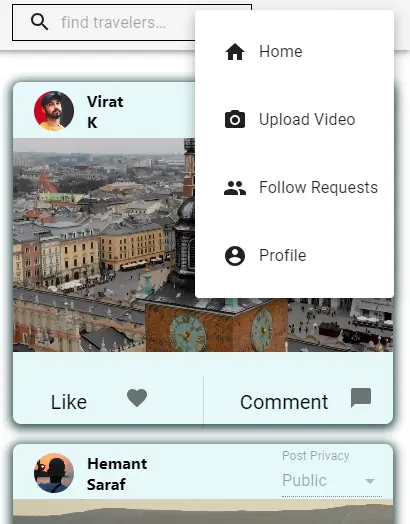 find travelers...
Home
Upload Video
Follow Requests
Profile
Virat
K
Like
Comment
Hemant
Saraf
Post Privacy
Public